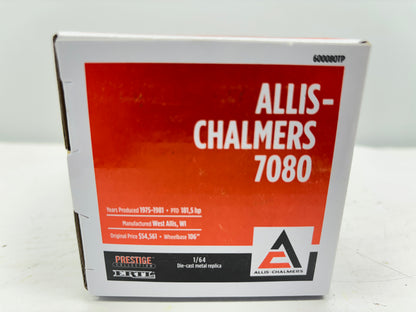 60008OTP
ALLIS-
CHALMERS
7080
Years Produced 1975-1981 • PTO 181.5 hp
Manufactured West Allis, WI
Original Price $54,561 • Wheelbase 106"
PRESTIGE
COLLECTION
ERTL
1/64
Die-cast metal replica
ALLIS-CHALMERS